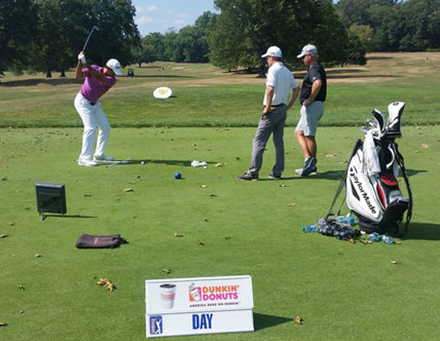 TaylorMade
DUNKIN'
DONUTS
AMERICA RUNS ON DUNKIN'
DAY